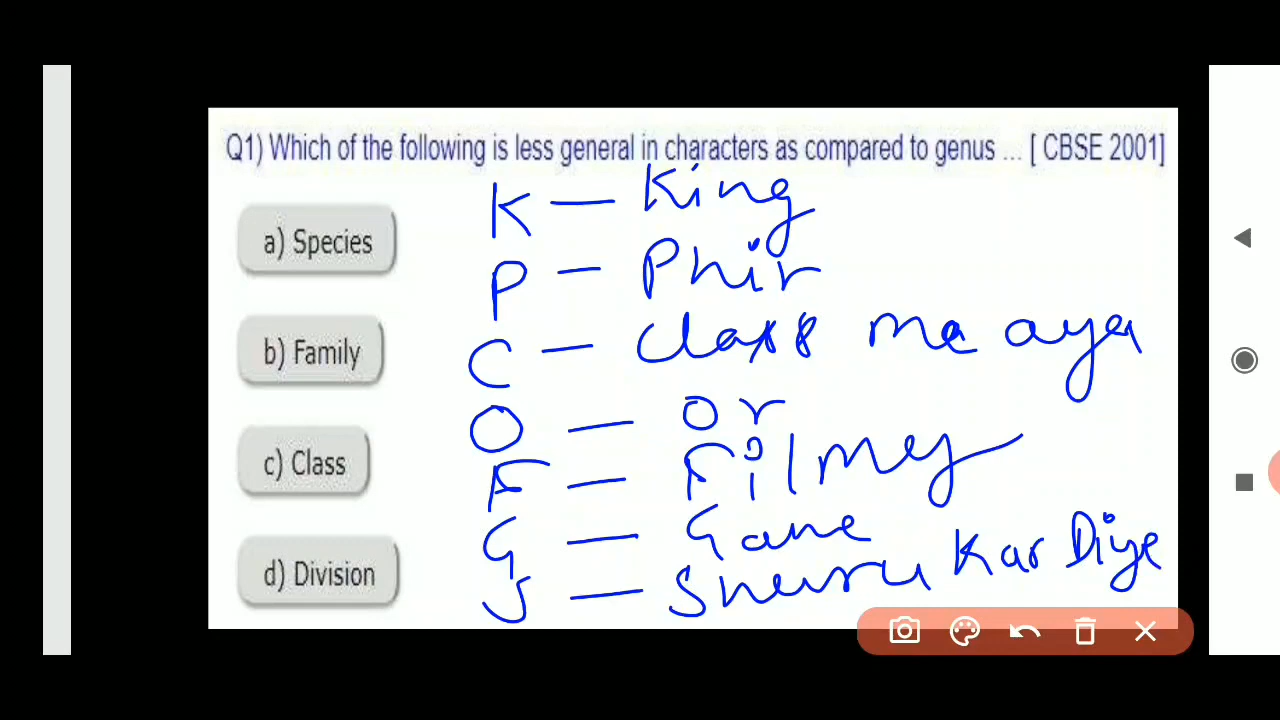 Q1) Which of the following is less general in characters as compared to genus ... [ CBSE 2001]
a) Species
b) Family
c) Class
d) Division
K — King
P — Phir
C — Class me aya
O — Or
F — Filmey
G — Gane
S — Shuru Kar Diye